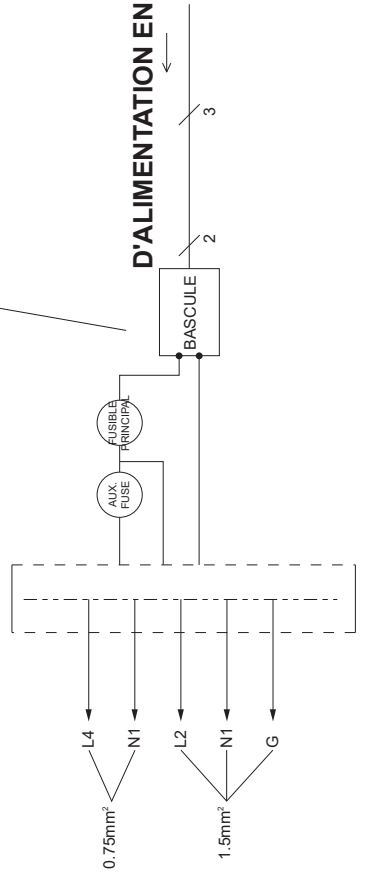 D'ALIMENTATION EN
3
2
BASCULE
FUSIBLE
PRINCIPAL
AUX.
FUSE
L4
N1
L2
N1
G
0.75mm²
1.5mm²